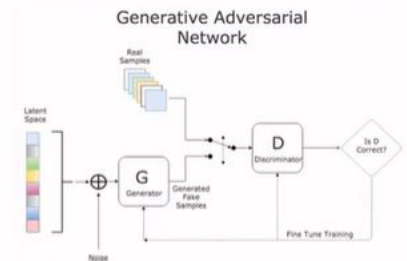 Generative Adversarial
Network
Real
Samples
Latent
Space
G
Generator
Generated
Fake
Samples
D
Discriminator
Is D
Correct?
Fine Tune Training
Noise